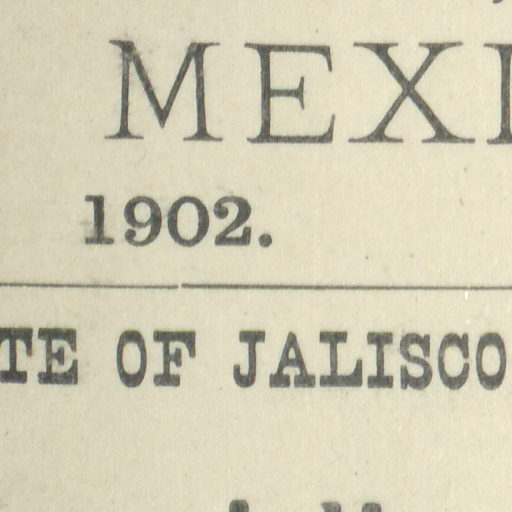 MEXI
1902.
TE OF JALISCO